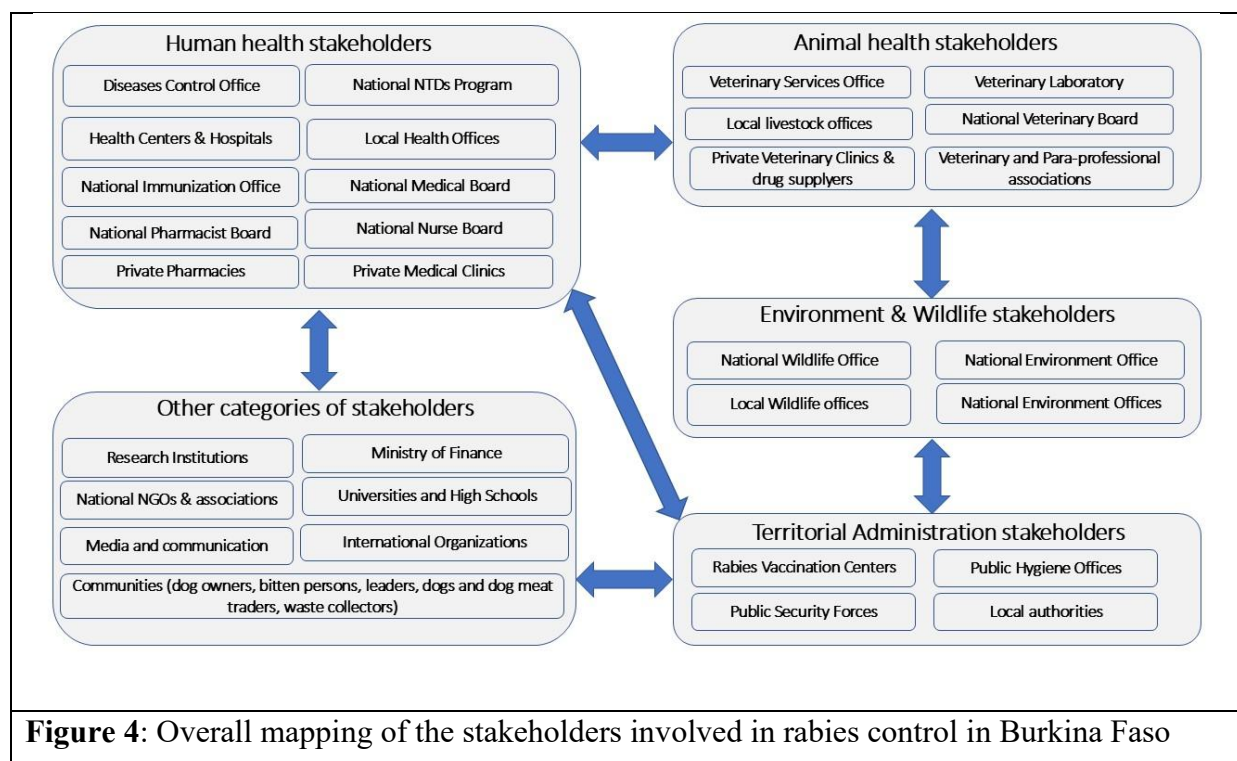 Human health stakeholders
Diseases Control Office
National NTDs Program
Health Centers & Hospitals
Local Health Offices
National Immunization Office
National Medical Board
National Pharmacist Board
National Nurse Board
Private Pharmacies
Private Medical Clinics
Animal health stakeholders
Veterinary Services Office
Veterinary Laboratory
Local livestock offices
National Veterinary Board
Private Veterinary Clinics &
drug supplyers
Veterinary and Para-professional
associations
Environment & Wildlife stakeholders
National Wildlife Office
National Environment Office
Local Wildlife offices
National Environment Offices
Other categories of stakeholders
Research Institutions
Ministry of Finance
National NGOs & associations
Universities and High Schools
Media and communication
International Organizations
Communities (dog owners, bitten persons, leaders, dogs and dog meat
traders, waste collectors)
Territorial Administration stakeholders
Rabies Vaccination Centers
Public Hygiene Offices
Public Security Forces
Local authorities
Figure 4: Overall mapping of the stakeholders involved in rabies control in Burkina Faso